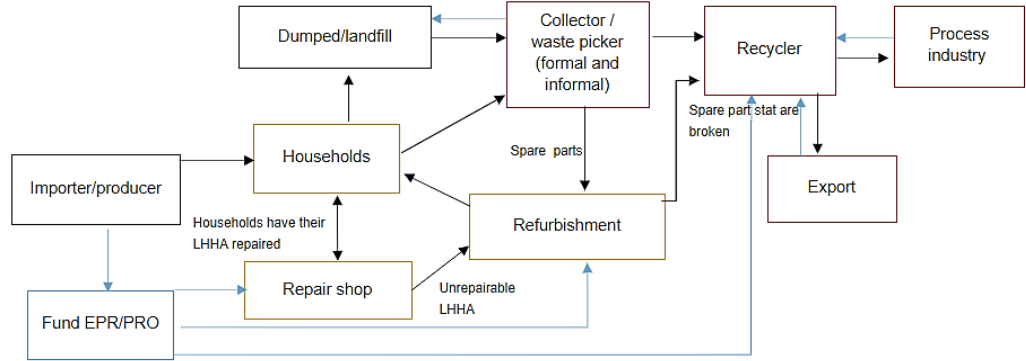 Dumped/landfill
Collector /
waste picker
(formal and
informal)
Recycler
Process
industry
Spare part stat are
broken
Households
Spare parts
Importer/producer
Export
Households have their
LHHA repaired
Refurbishment
Repair shop
Unrepairable
LHHA
Fund EPR/PRO